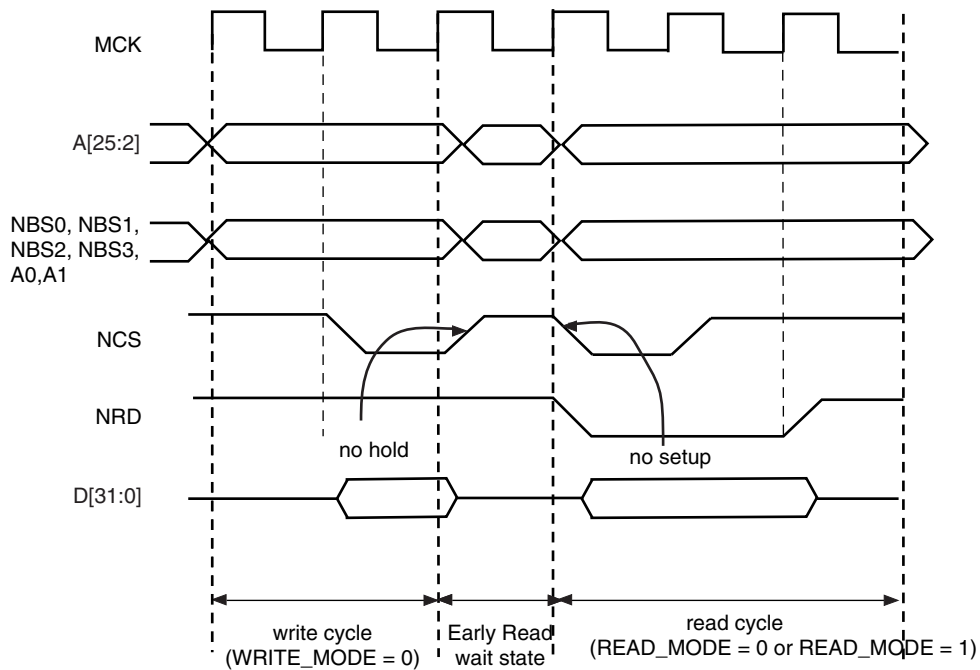 MCK
A[25:2]
NBS0, NBS1,
NBS2, NBS3,
A0,A1
NCS
NRD
no hold
no setup
D[31:0]
write cycle
(WRITE_MODE = 0)
Early Read
wait state
read cycle
(READ_MODE = 0 or READ_MODE = 1)